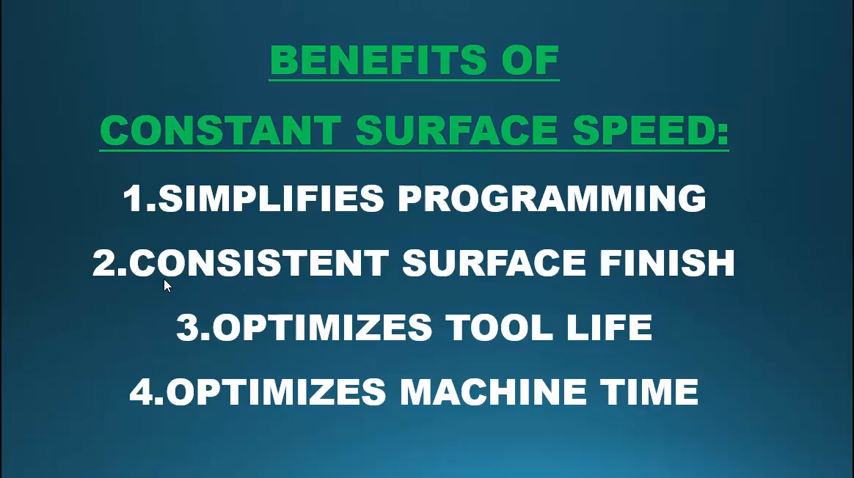 BENEFITS OF
CONSTANT SURFACE SPEED:
1.SIMPLIFIES PROGRAMMING
2.CONSISTENT SURFACE FINISH
3.OPTIMIZES TOOL LIFE
4.OPTIMIZES MACHINE TIME